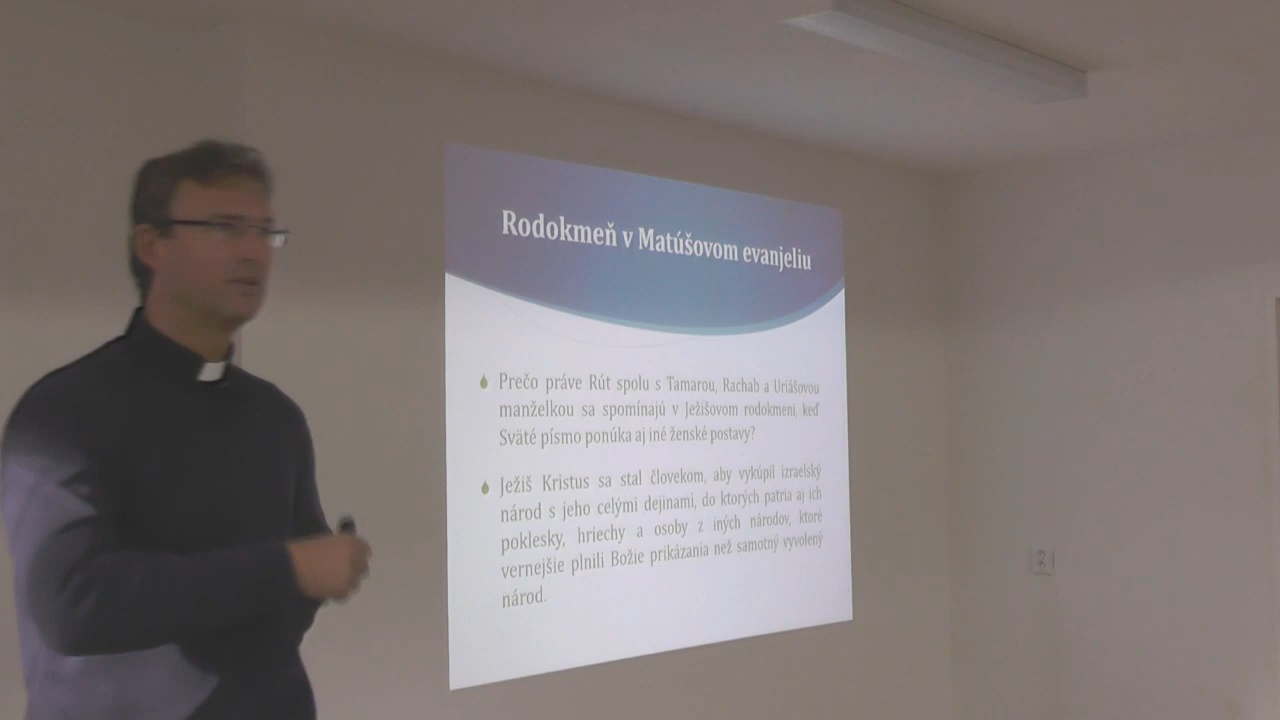 Rodokmeň v Matúšovom evanjeliu
Prečo práve Rút spolu s Tamarou, Rachab a Uriášovou
manželkou sa spomínajú v Ježišovom rodokmeni, keď
Sväté písmo ponúka aj iné ženské postavy?
Ježiš Kristus sa stal človekom, aby vykúpil izraelský
národ s jeho celými dejinami, do ktorých patria aj ich
poklesky, hriechy a osoby z iných národov, ktoré
vernejšie plnili Božie prikázania než samotný vyvolený
národ.